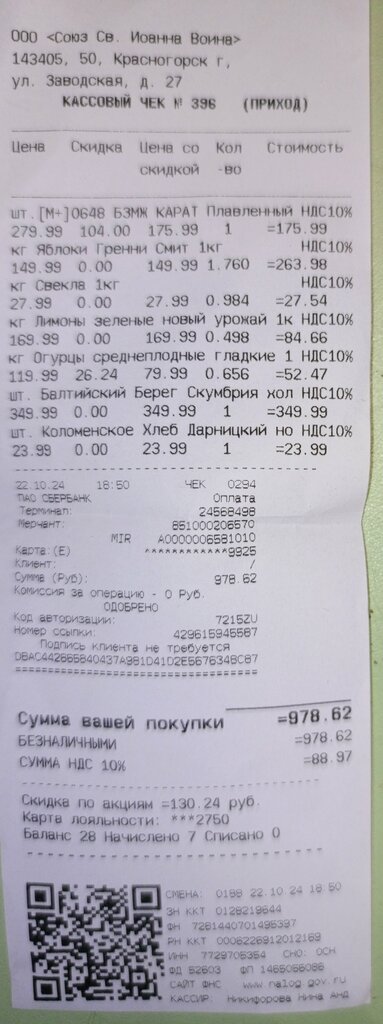 ООО <Союз Св. Иоанна Воина>
143405, 50, Красногорск г,
ул. Заводская, д. 27
КАССОВЫЙ ЧЕК № 396 (ПРИХОД)
Цена Скидка Цена со Кол Стоимость
скидкой -во
шт. [М+]0648 БЗМЖ КАРАТ Плавленный НДС10%
279.99 104.00 175.99 1 =175.99
кг Яблоки Гренни Смит 1кг НДС10%
149.99 0.00 149.99 1.760 =263.98
кг Свекла 1кг НДС10%
27.99 0.00 27.99 0.984 =27.54
кг Лимоны зеленые новый урожай 1к НДС10%
169.99 0.00 169.99 0.498 =84.66
кг Огурцы среднеплодные гладкие 1 НДС10%
119.99 26.24 79.99 0.656 =52.47
шт. Балтийский Берег Скумбрия хол НДС10%
349.99 0.00 349.99 1 =349.99
шт. Коломенское Хлеб Дарницкий но НДС10%
23.99 0.00 23.99 1 =23.99
22.10.24 18:50 ЧЕК 0294
ПАО СБЕРБАНК Оплата
Терминал: 24568498
Мерчант: 851000206570
MIR A0000006581010
Карта:(E) ************9925
Клиент: /
Сумма (Руб): 978.62
Комиссия за операцию - 0 Руб.
ОДОБРЕНО
Код авторизации: 7215ZU
Номер ссылки: 429615945587
Подпись клиента не требуется
Сумма вашей покупки =978.62
БЕЗНАЛИЧНЫМИ =978.62
СУММА НДС 10% =88.97
Скидка по акциям =130.24 руб.
Карта лояльности: ***2750
Баланс 28 Начислено 7 Списано 0
СМЕНА: 0188 22.10.24 18:50
ЗН ККТ 0128219644
ФН 7281440701495397
РН ККТ 0006226912012169
ИНН 7729705354 СНО: ОСН
ФД 52603 ФП 1465066086
САЙТ ФНС www.nalog.gov.ru
КАССИР: Никифорова Нина Анд